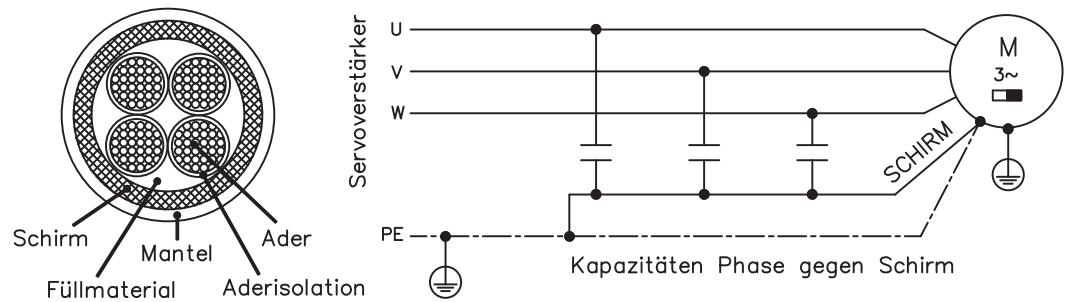 Schirm
Füllmaterial
Mantel
Aderisolation
Ader
Servoverstärker
U
V
W
PE
M
3~
SCHIRM
Kapazitäten Phase gegen Schirm